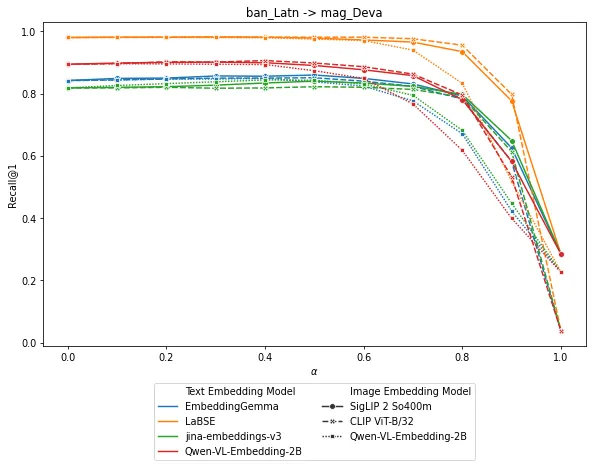 ban_Latn -> mag_Deva
Recall@1
1.0
0.8
0.6
0.4
0.2
0.0
0.0 0.2 0.4 0.6 0.8 1.0
α
Text Embedding Model
EmbeddingGemma
LaBSE
jina-embeddings-v3
Qwen-VL-Embedding-2B
Image Embedding Model
SigLIP 2 So400m
CLIP ViT-B/32
Qwen-VL-Embedding-2B